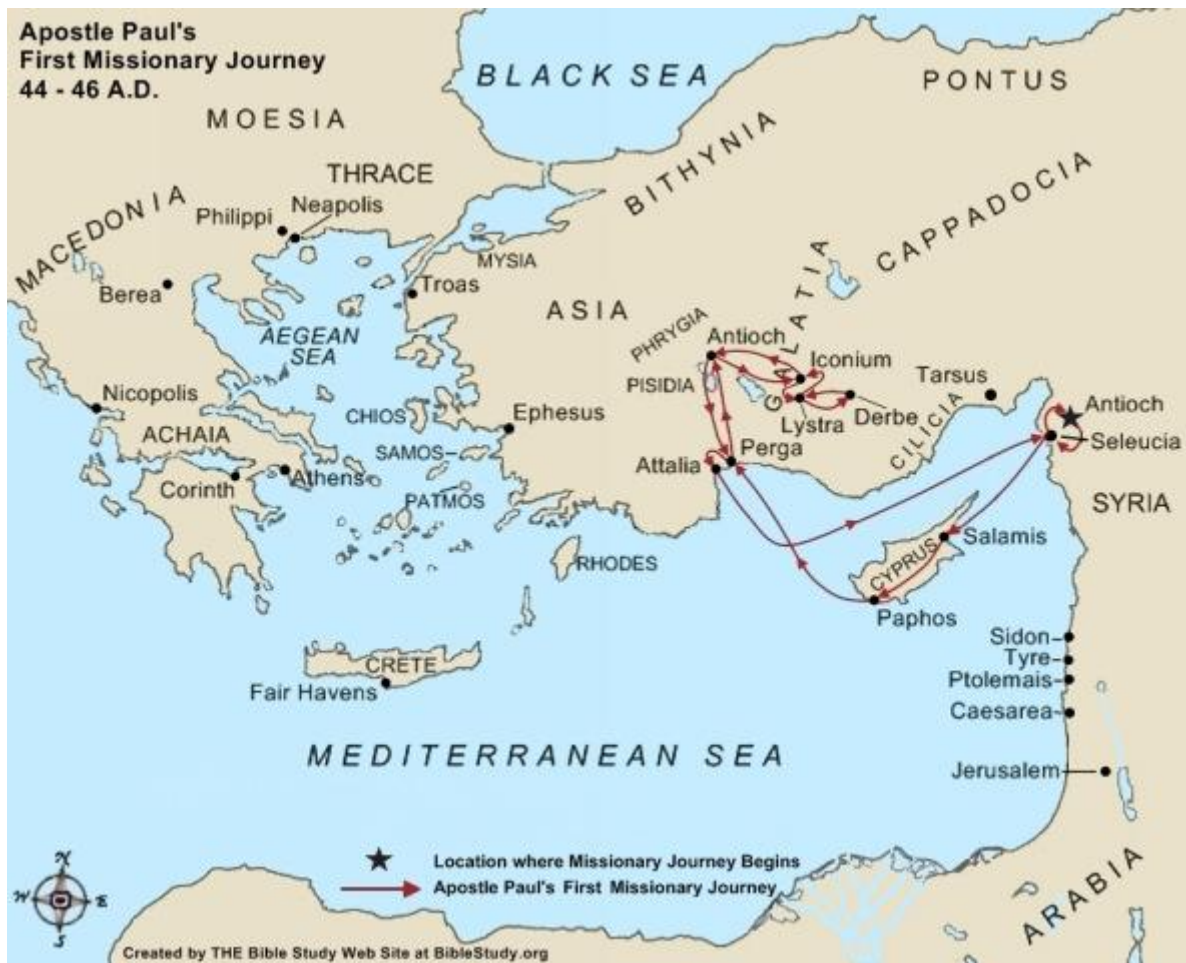 Apostle Paul's
First Missionary Journey
44 - 46 A.D.
BLACK SEA
PONTUS
MOESIA
BITHYNIA
THRACE
CAPPADOCIA
MACEDONIA
Philippi
Neapolis
MYSIA
Berea
Troas
ASIA
GALATIA
AEGEAN
SEA
PHRYGIA
Antioch
Iconium
PISIDIA
Tarsus
Nicopolis
CHIOS
Ephesus
Lystra
Derbe
CILICIA
Antioch
ACHAIA
SAMOS
Perga
Seleucia
Attalia
Corinth
Athens
PATMOS
SYRIA
Salamis
RHODES
CYPRUS
Paphos
Sidon
CRETE
Tyre
Fair Havens
Ptolemais
Caesarea
MEDITERRANEAN SEA
Jerusalem
N
W
E
S
Location where Missionary Journey Begins
Apostle Paul's First Missionary Journey
ARABIA
Created by THE Bible Study Web Site at BibleStudy.org